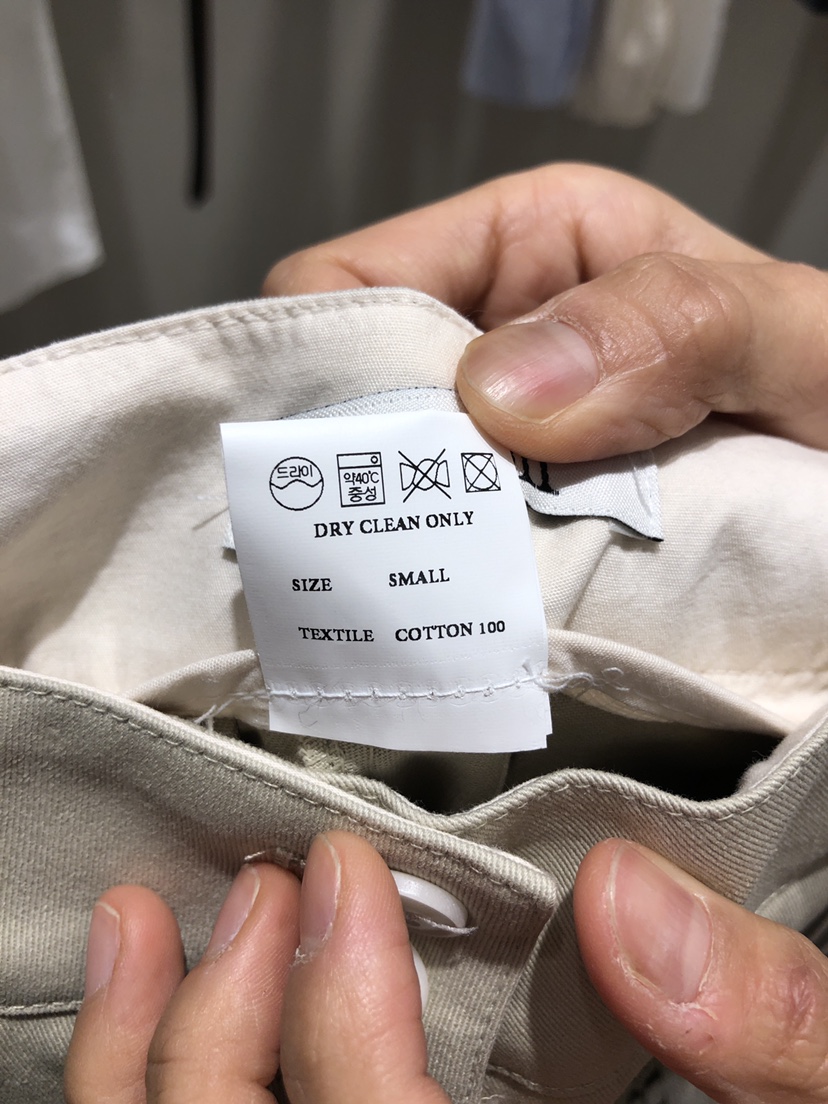 드라이 약40℃
중성
DRY CLEAN ONLY
SIZE SMALL
TEXTILE COTTON 100